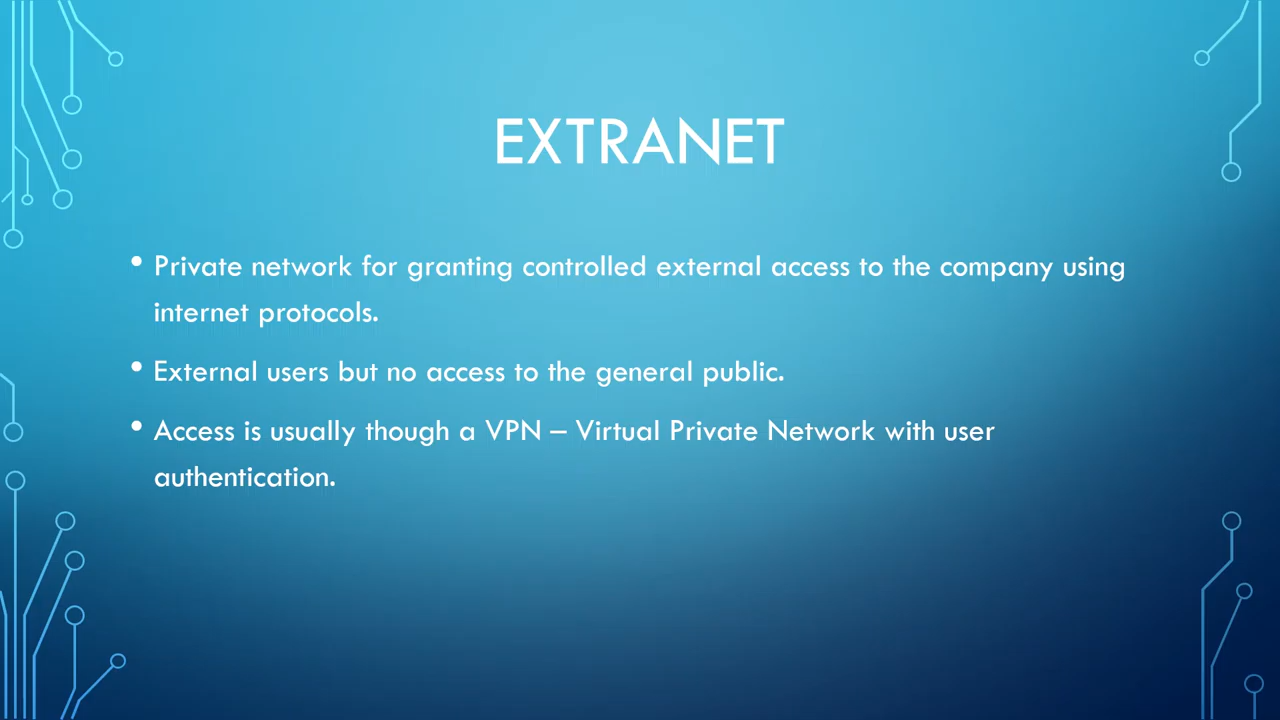 EXTRANET
• Private network for granting controlled external access to the company using
internet protocols.
• External users but no access to the general public.
• Access is usually though a VPN – Virtual Private Network with user
authentication.